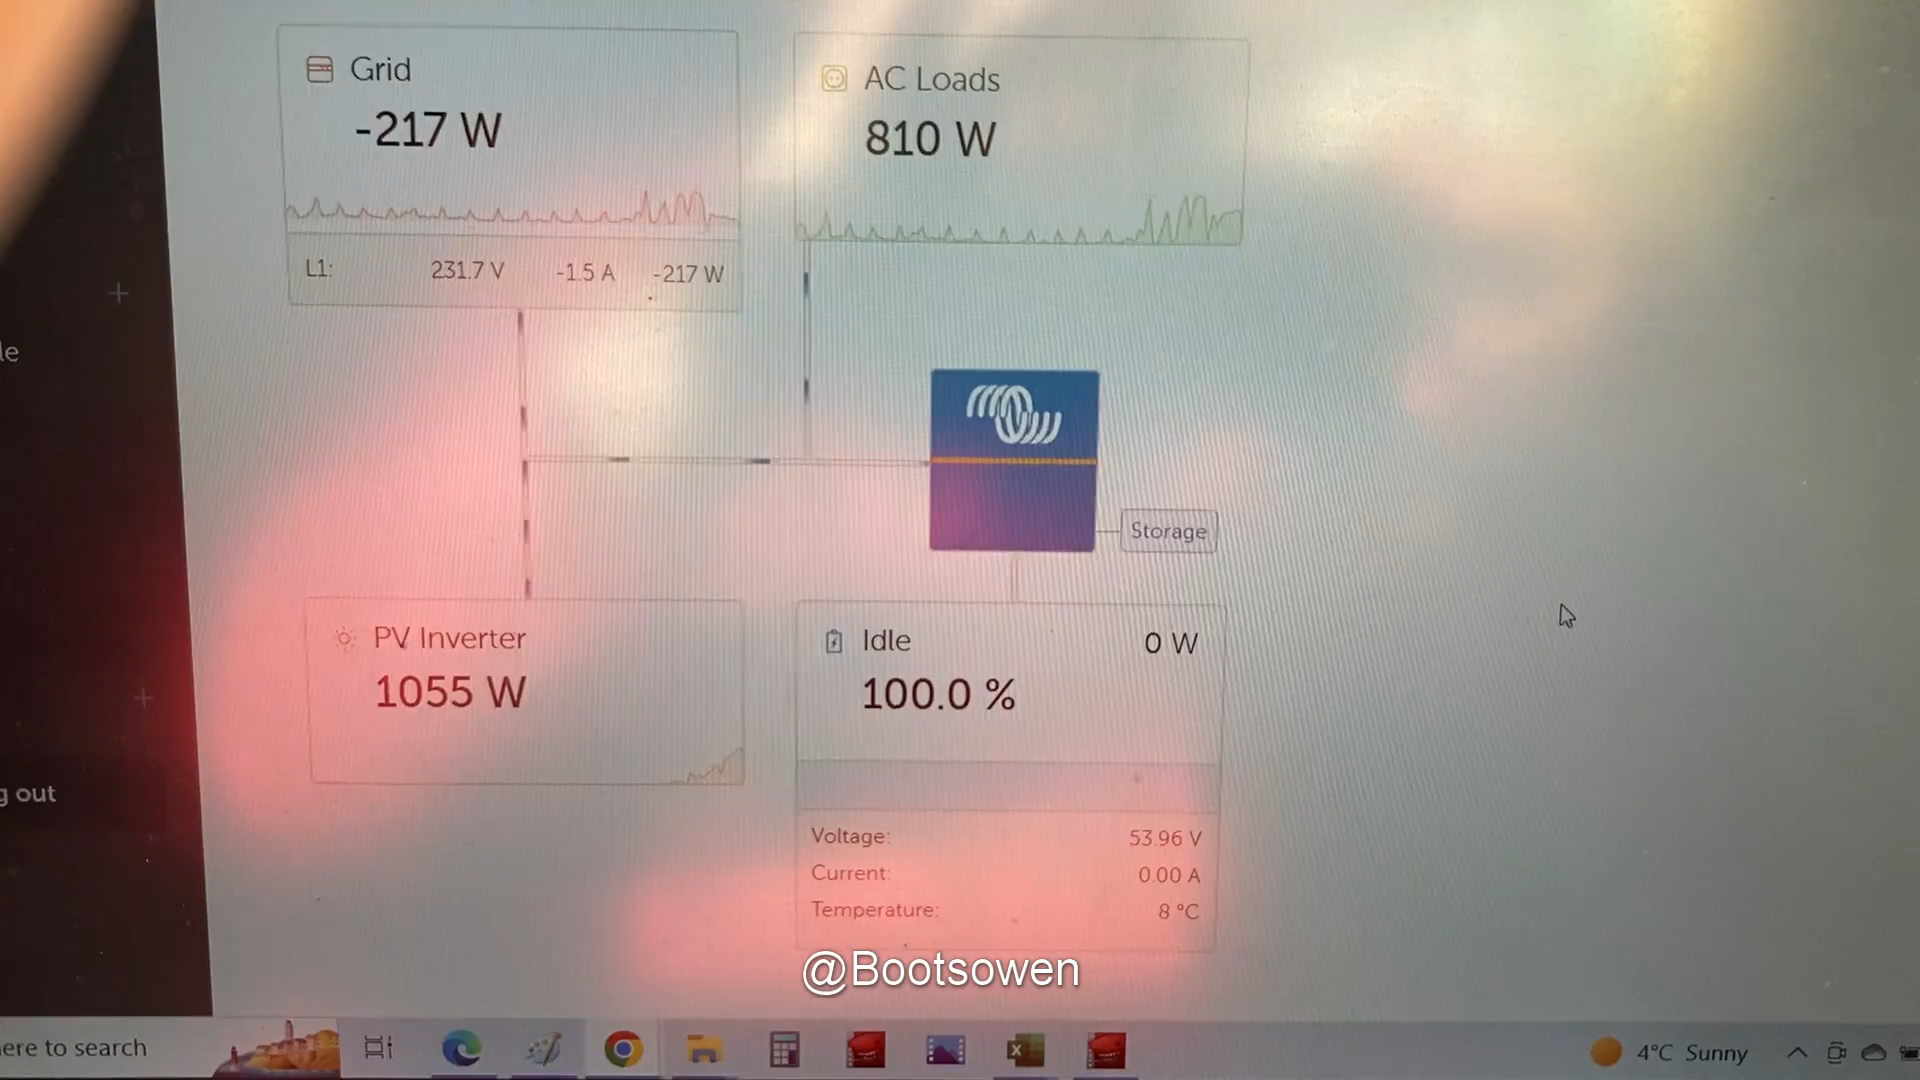 Grid
-217 W
L1: 231.7 V -1.5 A -217 W
AC Loads
810 W
le
Storage
PV Inverter
1055 W
Idle 0 W
100.0 %
g out
Voltage: 53.96 V
Current: 0.00 A
Temperature: 8 °C
@Bootsowen
ere to search
4°C Sunny